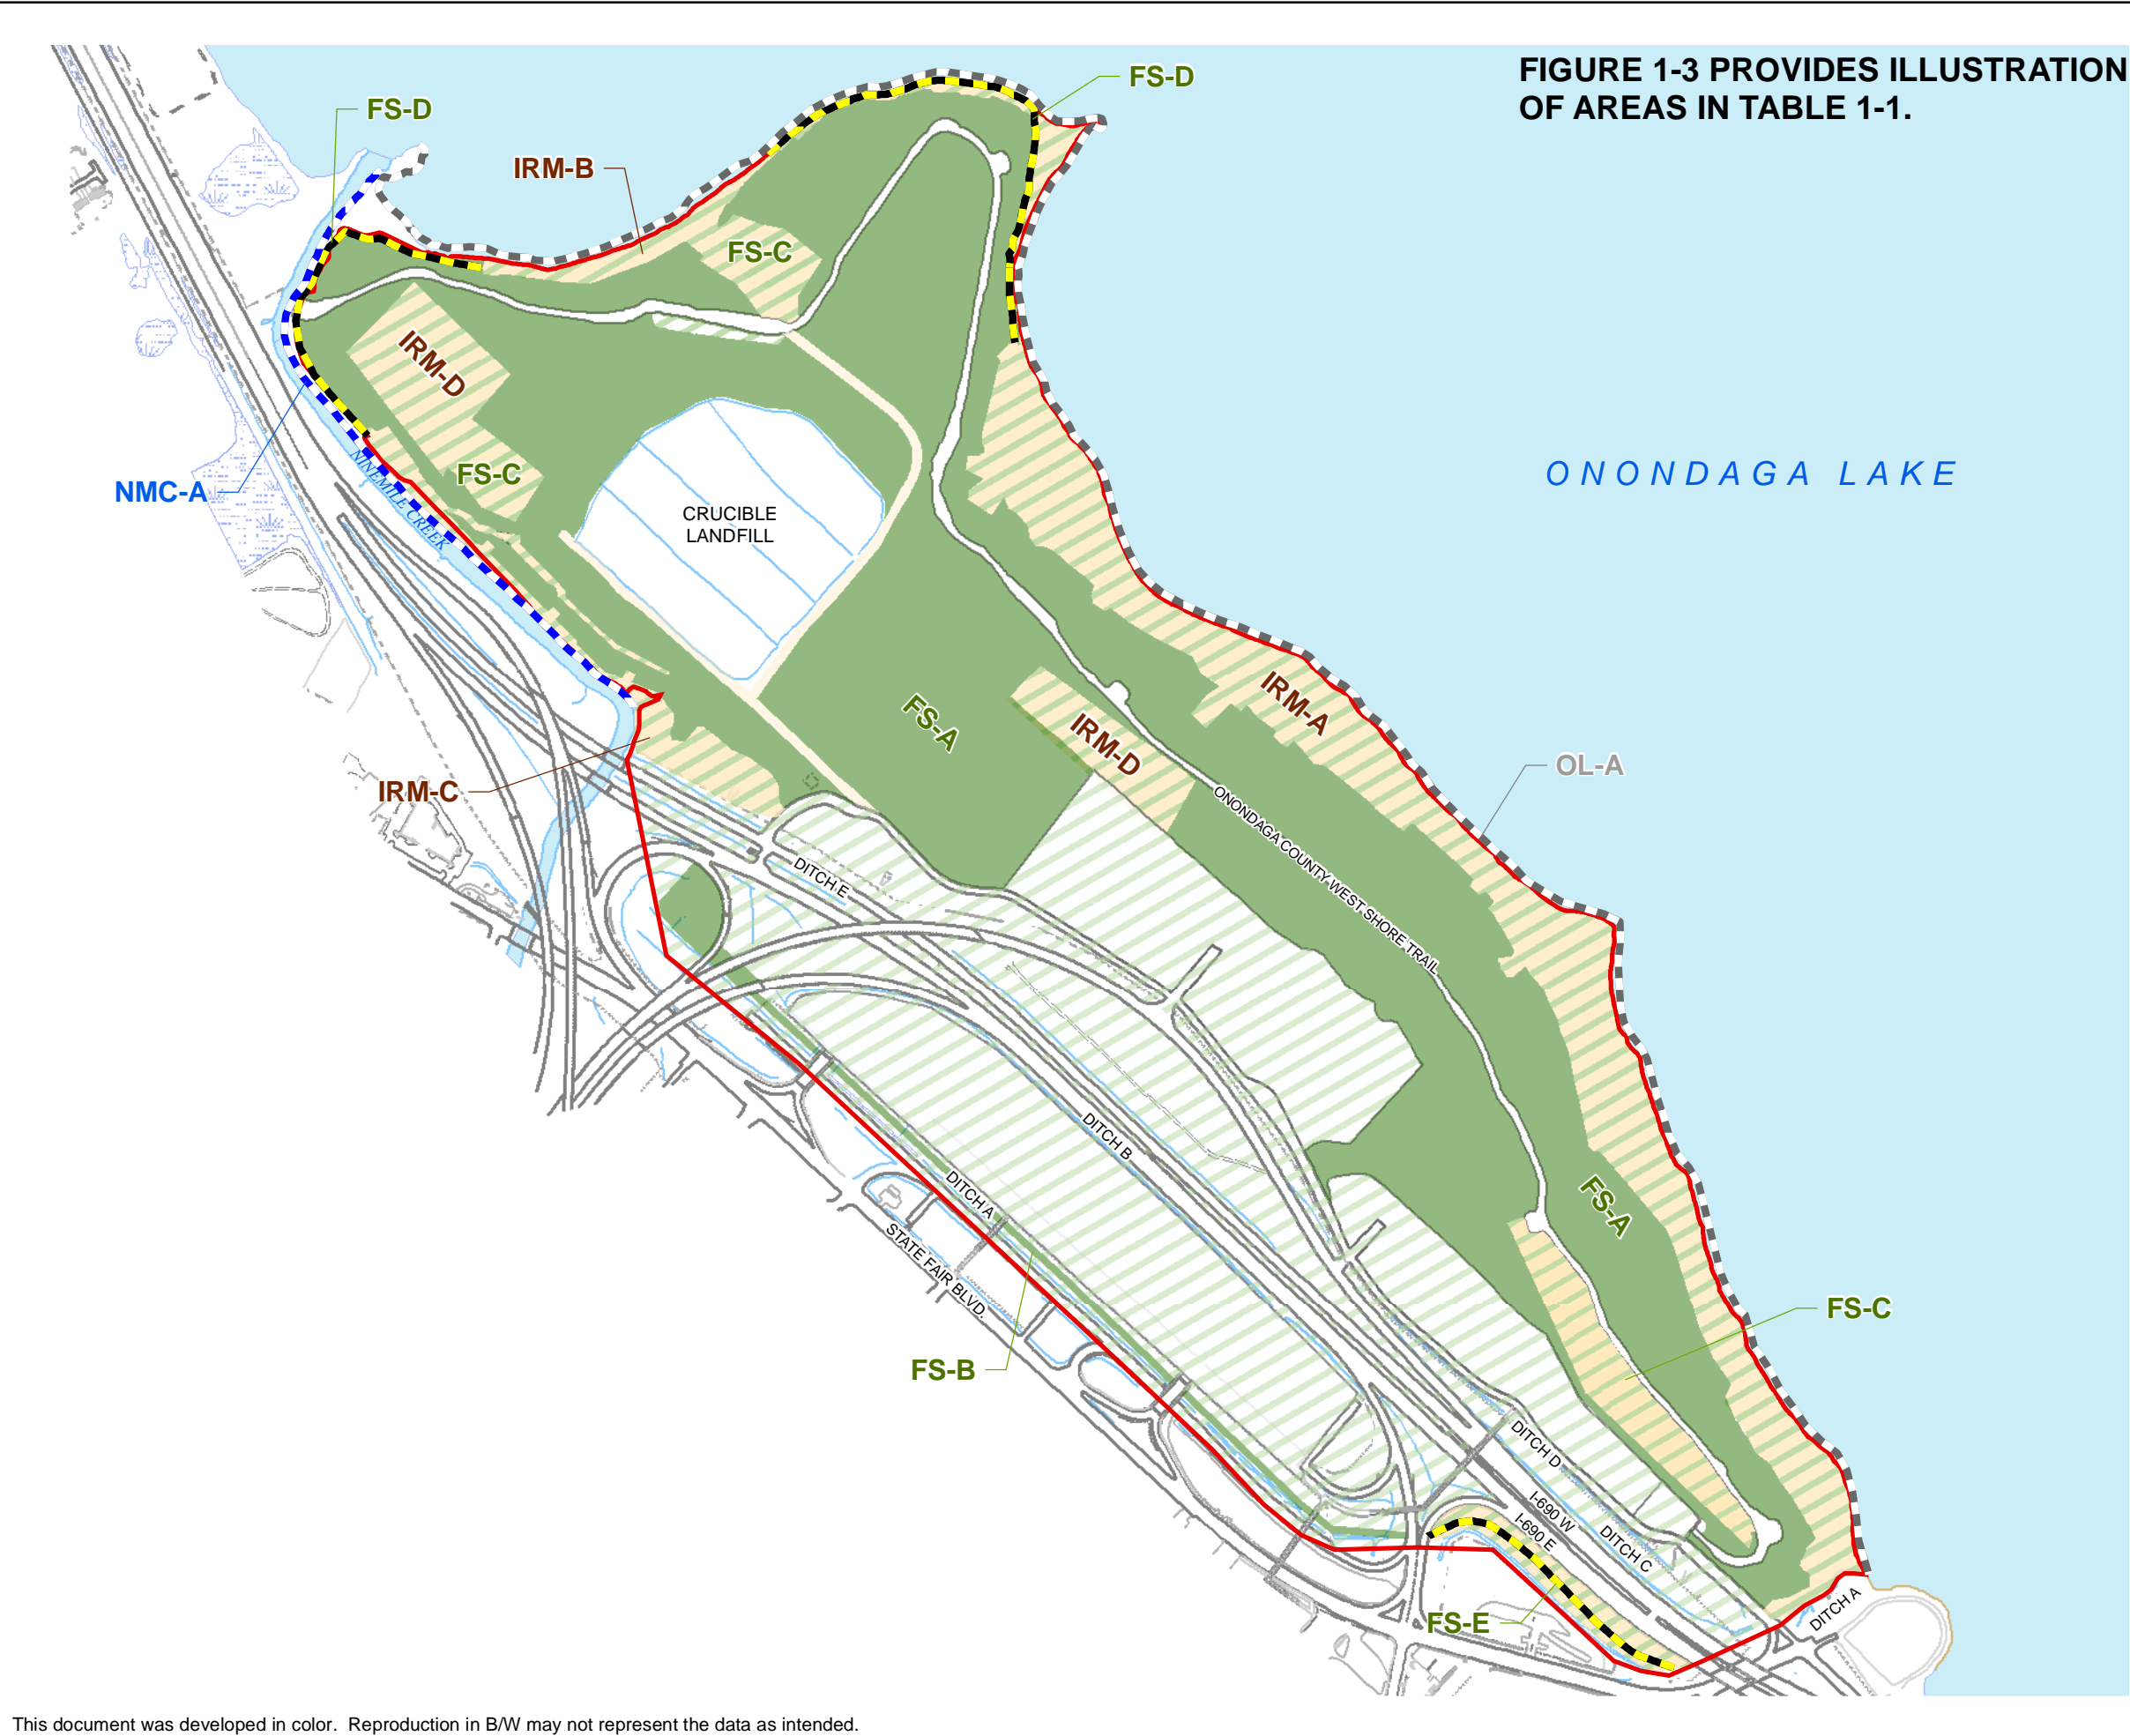 FIGURE 1-3 PROVIDES ILLUSTRATION
OF AREAS IN TABLE 1-1.
FS-D
FS-D
IRM-B
FS-C
IRM-D
FS-C
NMC-A
NINEMILE CREEK
CRUCIBLE
LANDFILL
ONONDAGA LAKE
IRM-A
FS-A
IRM-D
OL-A
IRM-C
ONONDAGA COUNTY WEST SHORE TRAIL
DITCH E
DITCH B
DITCH A
STATE FAIR BLVD.
FS-A
FS-C
FS-B
DITCH D
I-690 W
I-690 E
DITCH C
FS-E
DITCH A
This document was developed in color.  Reproduction in B/W may not represent the data as intended.